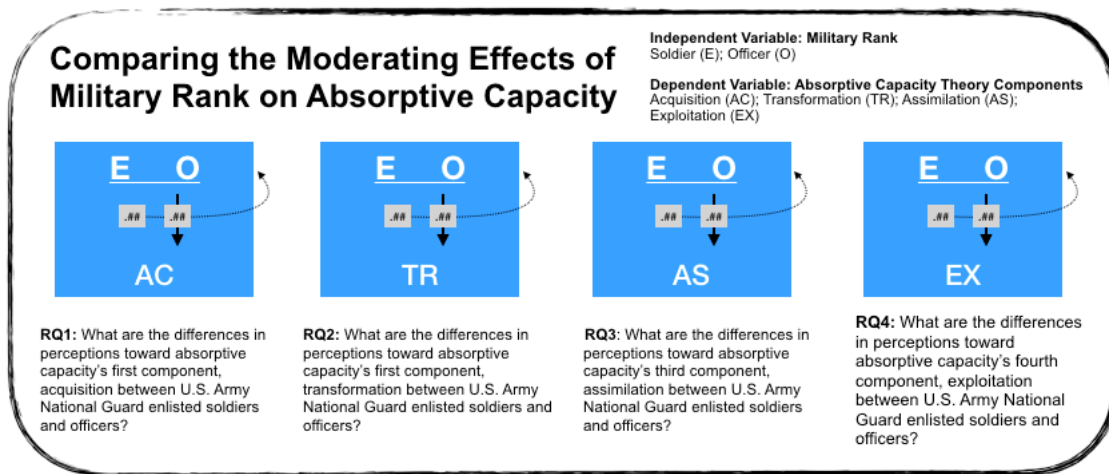 Comparing the Moderating Effects of
Military Rank on Absorptive Capacity
Independent Variable: Military Rank
Soldier (E); Officer (O)
Dependent Variable: Absorptive Capacity Theory Components
Acquisition (AC); Transformation (TR); Assimilation (AS);
Exploitation (EX)
E O
.## .##
AC
E O
.## .##
TR
E O
.## .##
AS
E O
.## .##
EX
RQ1: What are the differences in
perceptions toward absorptive
capacity's first component,
acquisition between U.S. Army
National Guard enlisted soldiers
and officers?
RQ2: What are the differences in
perceptions toward absorptive
capacity's first component,
transformation between U.S. Army
National Guard enlisted soldiers and
officers?
RQ3: What are the differences in
perceptions toward absorptive
capacity's third component,
assimilation between U.S. Army
National Guard enlisted soldiers
and officers?
RQ4: What are the differences
in perceptions toward
absorptive capacity's fourth
component, exploitation
between U.S. Army National
Guard enlisted soldiers and
officers?